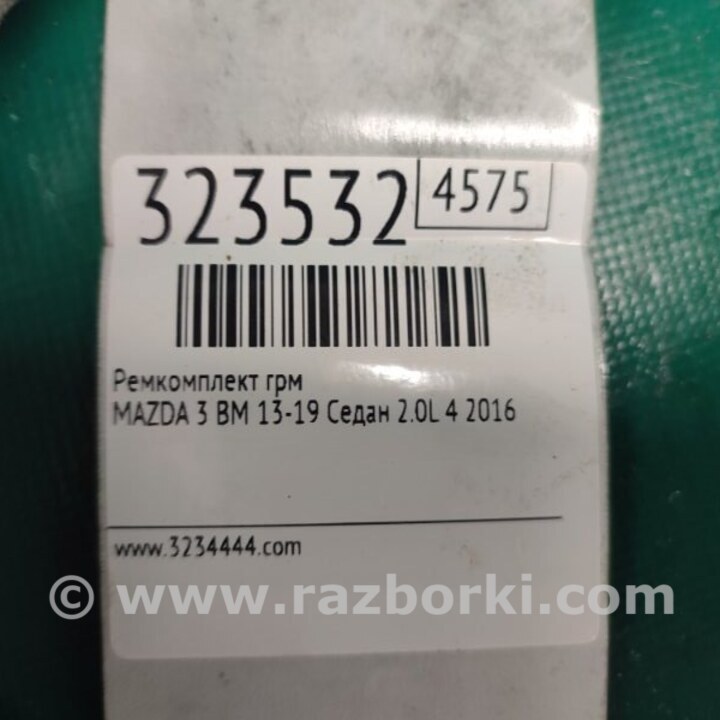 323532
4575
Ремкомплект грм
MAZDA 3 BM 13-19 Седан 2.0L 4 2016
www.3234444.com
© www.razborki.com